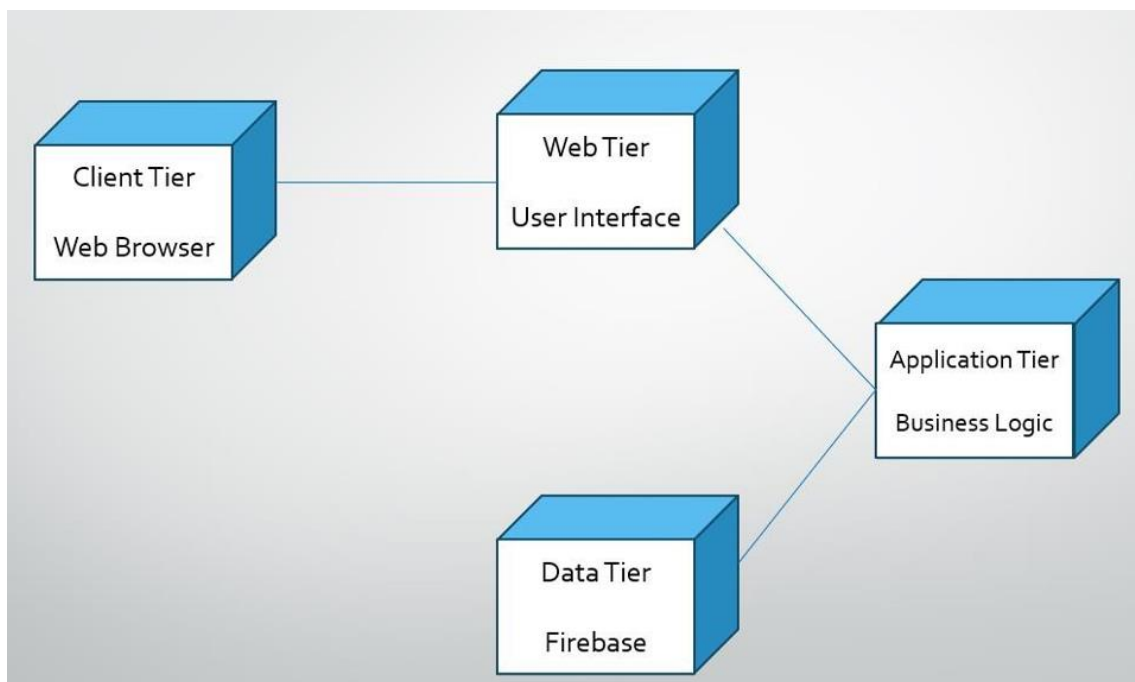 Client Tier
Web Browser
Web Tier
User Interface
Application Tier
Business Logic
Data Tier
Firebase